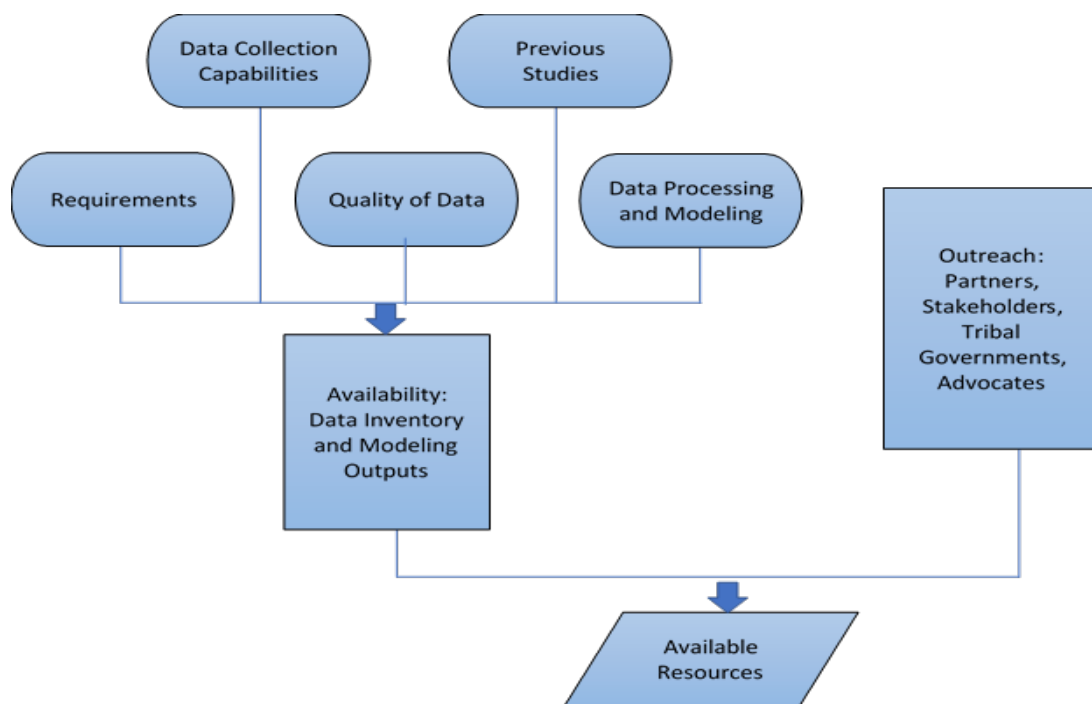 Data Collection
Capabilities
Previous
Studies
Requirements
Quality of Data
Data Processing
and Modeling
Outreach:
Partners,
Stakeholders,
Tribal
Governments,
Advocates
Availability:
Data Inventory
and Modeling
Outputs
Available
Resources